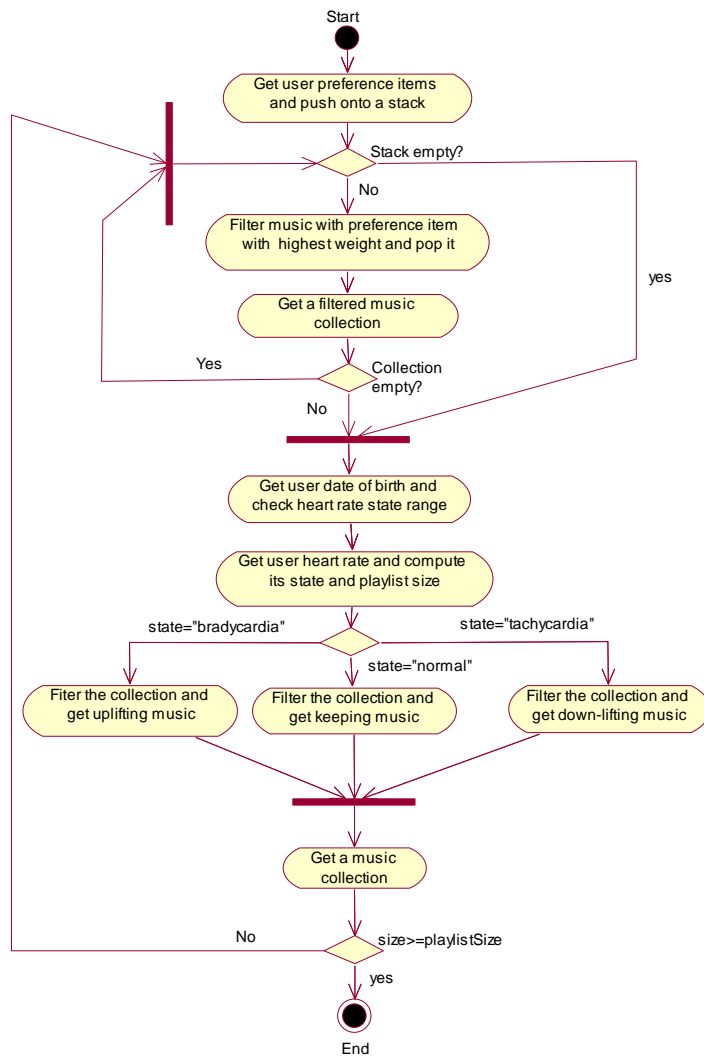 Start
Get user preference items
and push onto a stack
Stack empty?
No
Filter music with preference item
with highest weight and pop it
yes
Get a filtered music
collection
Yes
Collection
empty?
No
Get user date of birth and
check heart rate state range
Get user heart rate and compute
its state and playlist size
state="bradycardia"
state="tachycardia"
state="normal"
Fiter the collection and
get uplifting music
Filter the collection and
get keeping music
Filter the collection and
get down-lifting music
Get a music
collection
No
size>=playlistSize
yes
End